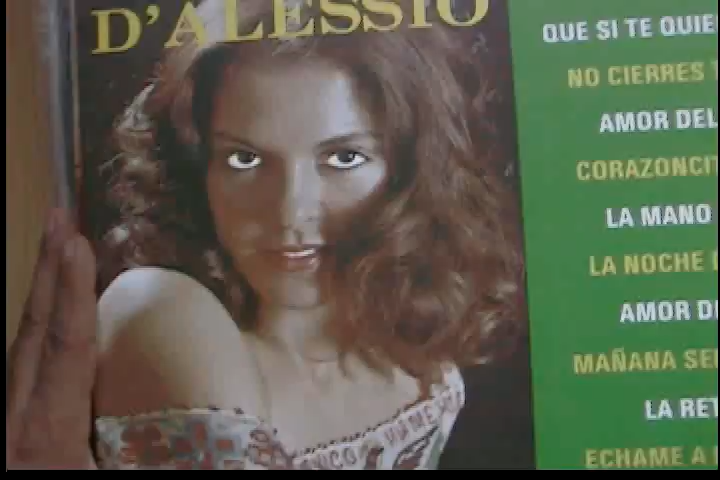 D'ALESSIO
QUE SI TE QUIE
NO CIERRES
AMOR DEL
CORAZONCI
LA MANO
LA NOCHE
AMOR D
MAÑANA SE
LA RET
ECHAME A